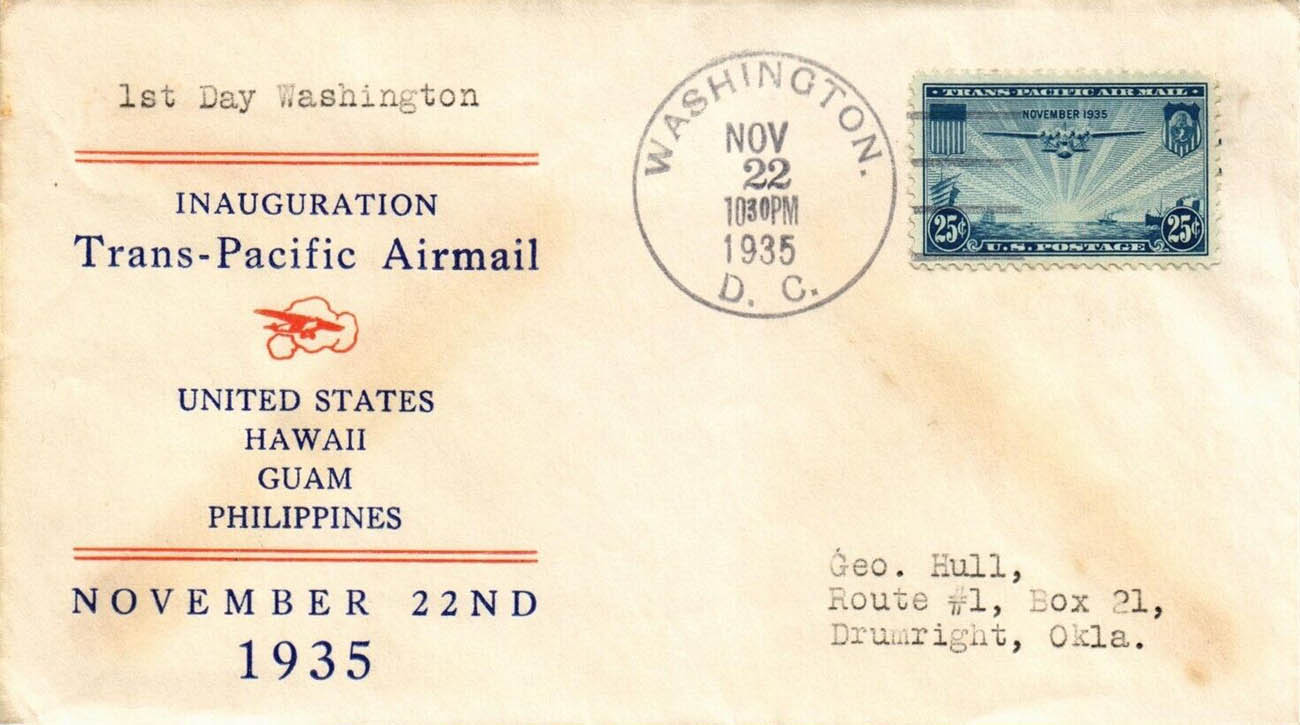 1st Day Washington
INAUGURATION
Trans-Pacific Airmail
UNITED STATES
HAWAII
GUAM
PHILIPPINES
NOVEMBER 22ND
1935
WASHINGTON.
NOV
22
1030PM
1935
D. C.
TRANS-PACIFIC AIR MAIL
NOVEMBER 1935
25¢ 25¢
U.S. POSTAGE
Geo. Hull,
Route #1, Box 21,
Drumright, Okla.